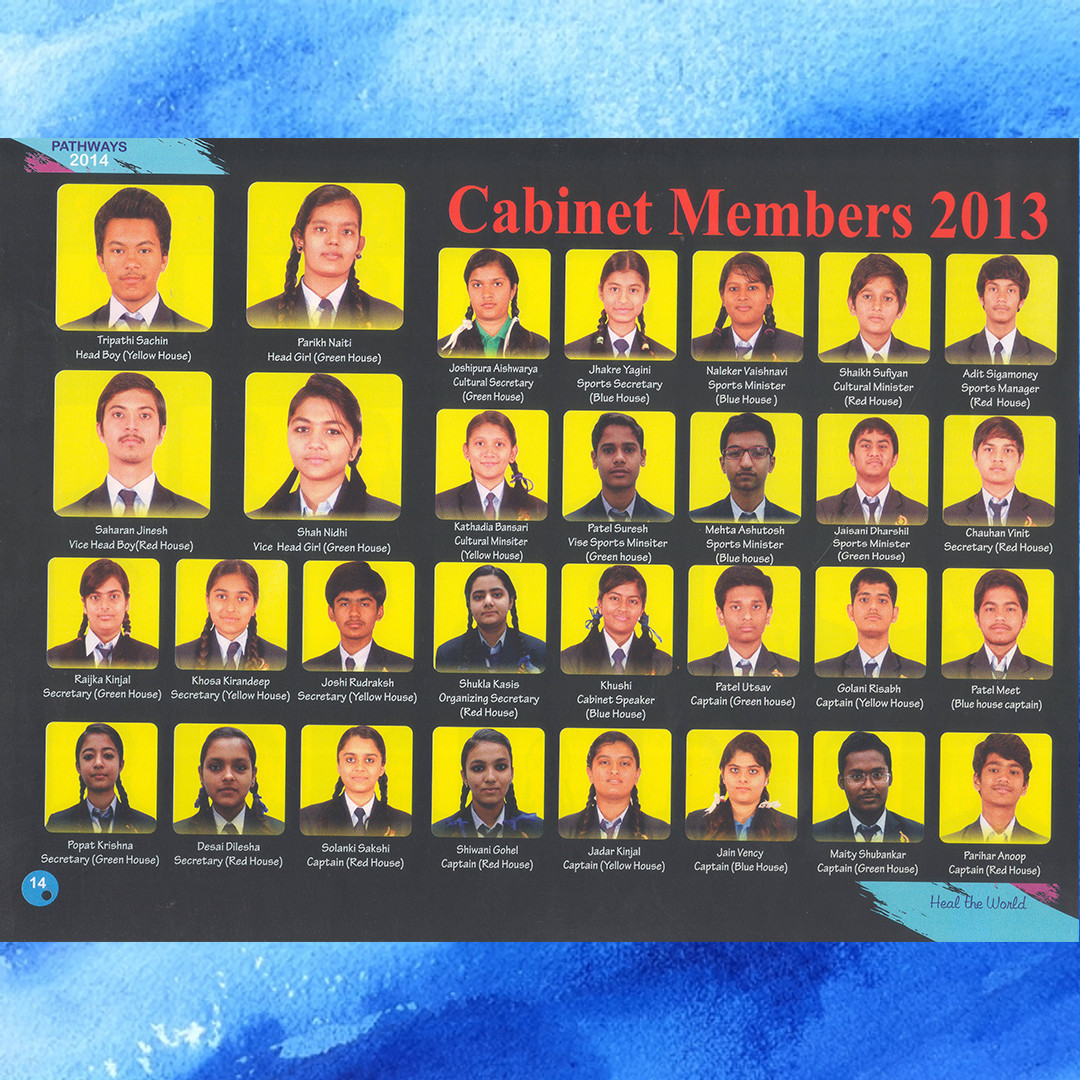 PATHWAYS
2014
Cabinet Members 2013
Tripathi Sachin
Head Boy (Yellow House)
Parikh Naiti
Head Girl (Green House)
Joshipura Aishwarya
Cultural Secretary
(Green House)
Jhakre Yagini
Sports Secretary
(Blue House)
Naleker Vaishnavi
Sports Minister
(Blue House )
Shaikh Sufiyan
Cultural Minister
(Red House)
Adit Sigamoney
Sports Manager
(Red House)
Saharan Jinesh
Vice Head Boy(Red House)
Shah Nidhi
Vice Head Girl (Green House)
Kathadia Bansari
Cultural Minsiter
(Yellow House)
Patel Suresh
Vise Sports Minsiter
(Green house)
Mehta Ashutosh
Sports Minister
(Blue house)
Jaisani Dharshil
Sports Minster
(Green House)
Chauhan Vinit
Secretary (Red House)
Raijka Kinjal
Secretary (Green House)
Khosa Kirandeep
Secretary (Yellow House)
Joshi Rudraksh
Secretary (Yellow House)
Shukla Kasis
Organizing Secretary
(Red House)
Khushi
Cabinet Speaker
(Blue House)
Patel Utsav
Captain (Green house)
Golani Risabh
Captain (Yellow House)
Patel Meet
(Blue house captain)
Popat Krishna
Secretary (Green House)
Desai Dilesha
Secretary (Red House)
Solanki Sakshi
Captain (Red House)
Shiwani Gohel
Captain (Red House)
Jadar Kinjal
Captain (Yellow House)
Jain Vency
Captain (Blue House)
Maity Shubankar
Captain (Green House)
Parihar Anoop
Captain (Red House)
14
Heal the World